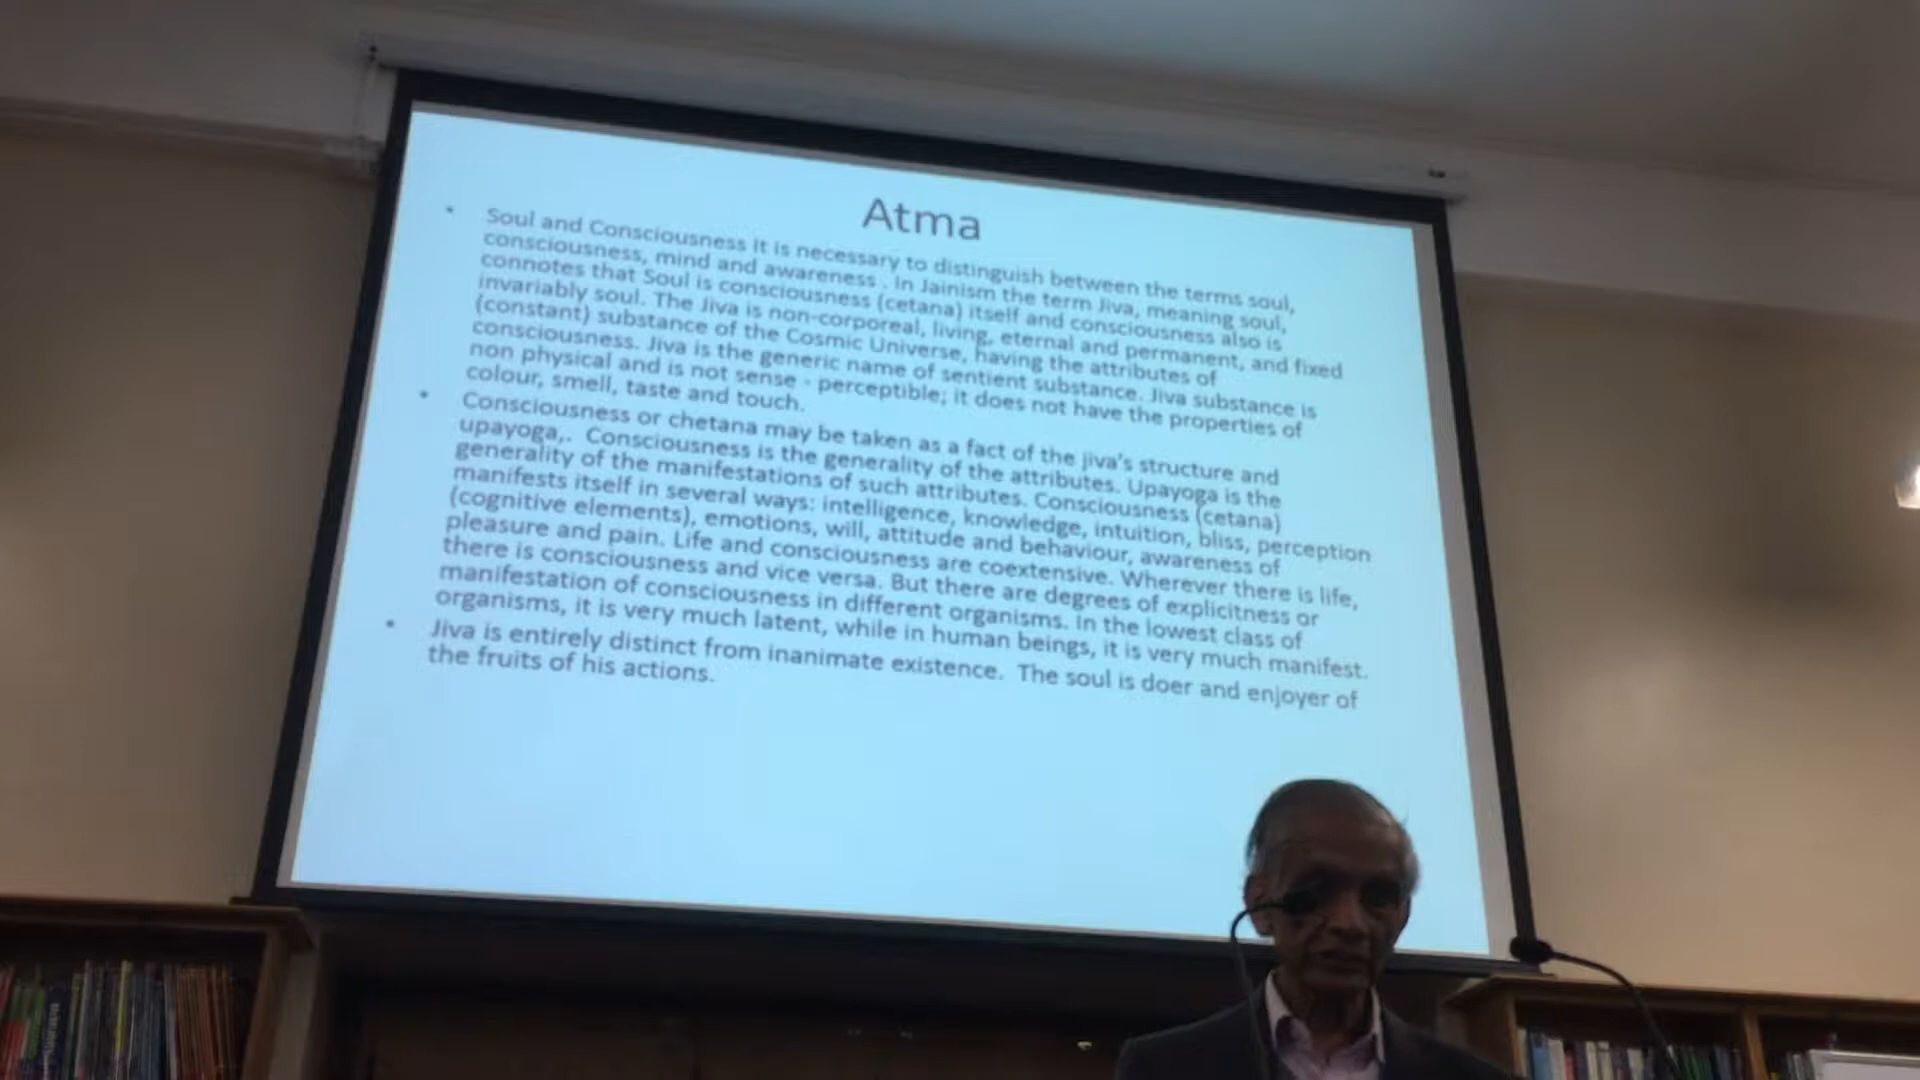 Atma
• Soul and Consciousness it is necessary to distinguish between the terms soul,
consciousness, mind and awareness . In Jainism the term Jiva, meaning soul,
connotes that Soul is consciousness (cetana) itself and consciousness also is
invariably soul. The Jiva is non-corporeal, living, eternal and permanent, and fixed
(constant) substance of the Cosmic Universe, having the attributes of
consciousness. Jiva is the generic name of sentient substance. Jiva substance is
non physical and is not sense - perceptible; it does not have the properties of
colour, smell, taste and touch.
• Consciousness or chetana may be taken as a fact of the jiva's structure and
upayoga,. Consciousness is the generality of the attributes. Upayoga is the
generality of the manifestations of such attributes. Consciousness (cetana)
manifests itself in several ways: intelligence, knowledge, intuition, bliss, perception
(cognitive elements), emotions, will, attitude and behaviour, awareness of
pleasure and pain. Life and consciousness are coextensive. Wherever there is life,
there is consciousness and vice versa. But there are degrees of explicitness or
manifestation of consciousness in different organisms. In the lowest class of
organisms, it is very much latent, while in human beings, it is very much manifest.
• Jiva is entirely distinct from inanimate existence. The soul is doer and enjoyer of
the fruits of his actions.